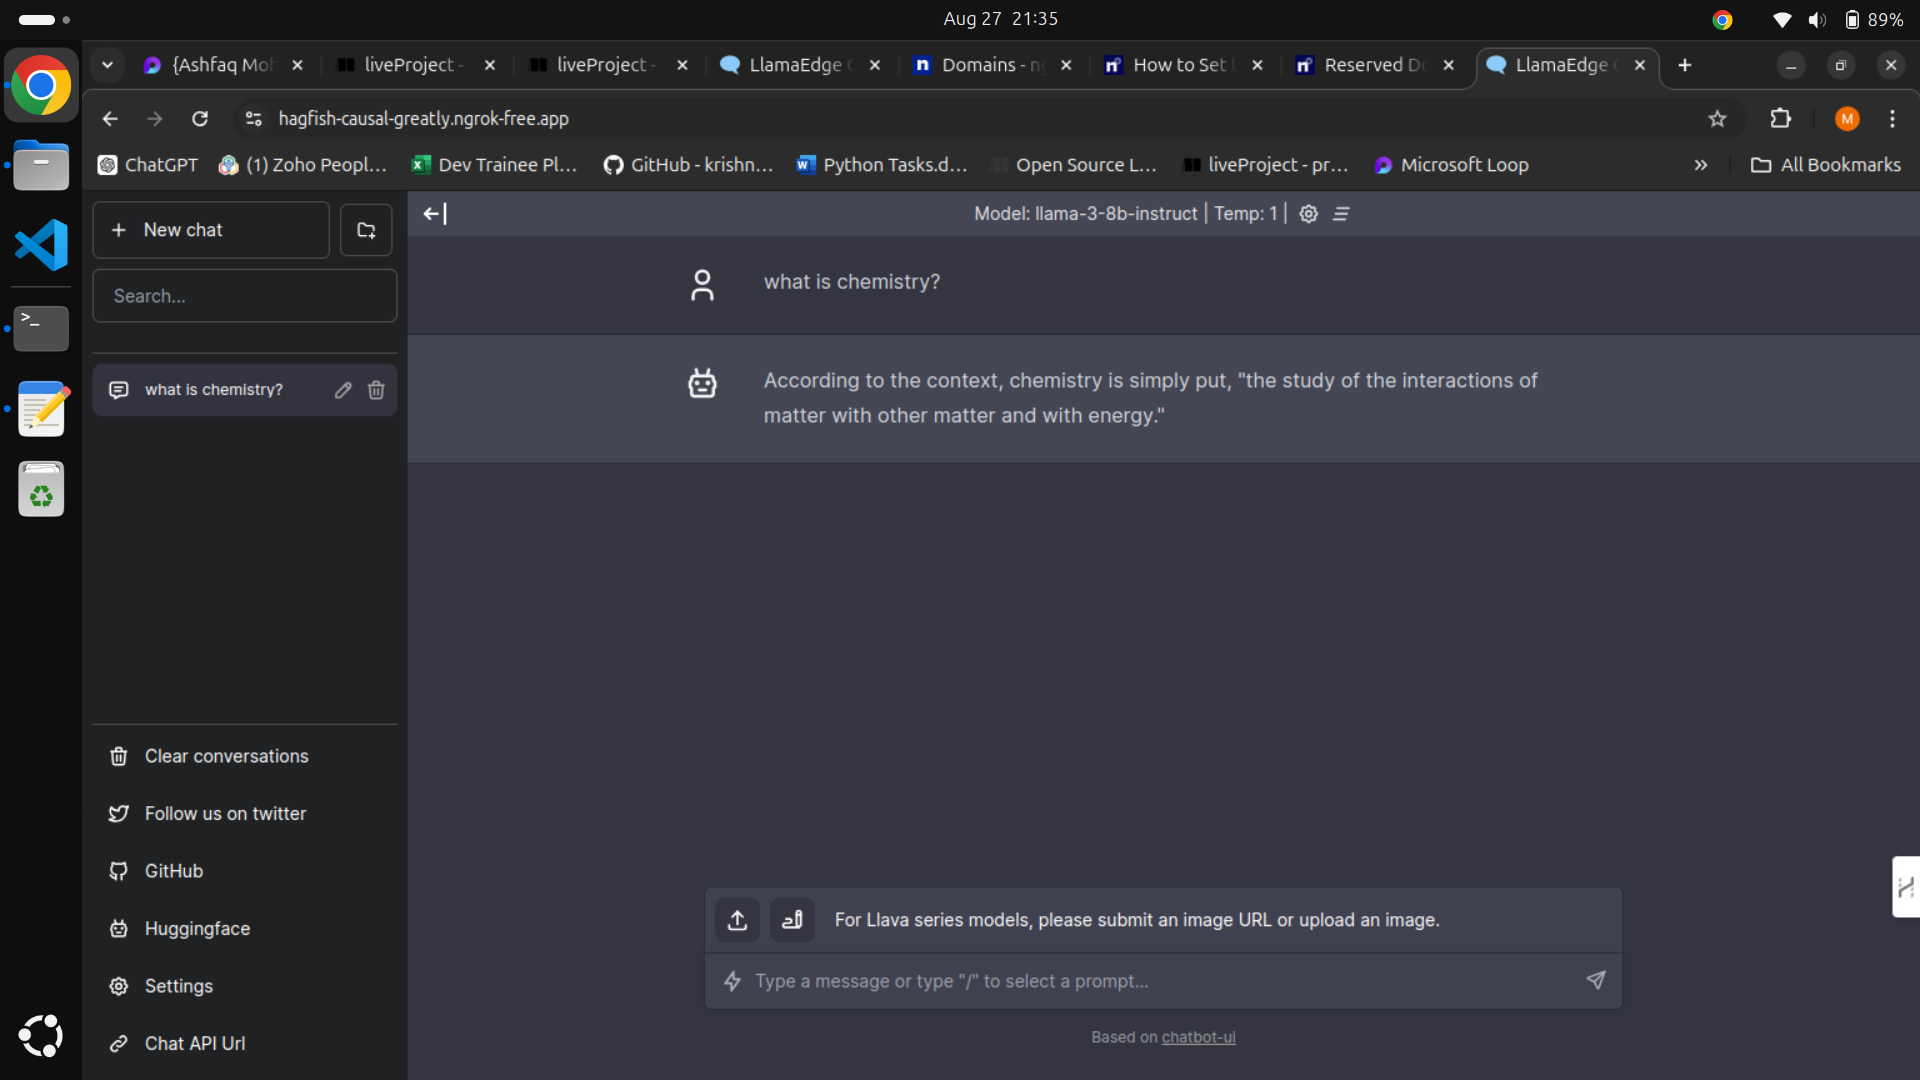 Aug 27 21:35
89%
{Ashfaq Moh
liveProject -
liveProject -
LlamaEdge C
Domains - ng
How to Set U
Reserved Do
LlamaEdge C
hagfish-causal-greatly.ngrok-free.app
M
ChatGPT
(1) Zoho Peopl...
Dev Trainee Pl...
GitHub - krishn...
Python Tasks.d...
Open Source L...
liveProject - pr...
Microsoft Loop
All Bookmarks
New chat
Model: llama-3-8b-instruct | Temp: 1 |
Search...
what is chemistry?
what is chemistry?
According to the context, chemistry is simply put, "the study of the interactions of
matter with other matter and with energy."
Clear conversations
Follow us on twitter
GitHub
Huggingface
Settings
Chat API Url
For Llava series models, please submit an image URL or upload an image.
Type a message or type "/" to select a prompt...
Based on chatbot-ui